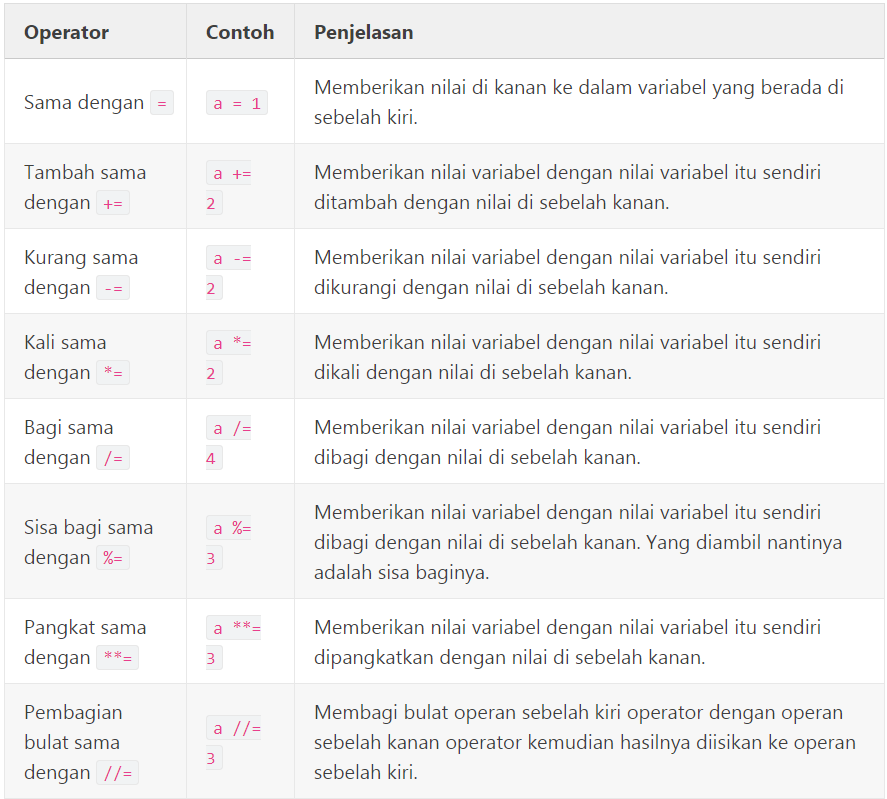 Operator Contoh Penjelasan
Sama dengan = a = 1 Memberikan nilai di kanan ke dalam variabel yang berada di
sebelah kiri.
Tambah sama a += Memberikan nilai variabel dengan nilai variabel itu sendiri
dengan += 2 ditambah dengan nilai di sebelah kanan.
Kurang sama a -= Memberikan nilai variabel dengan nilai variabel itu sendiri
dengan -= 2 dikurangi dengan nilai di sebelah kanan.
Kali sama a *= Memberikan nilai variabel dengan nilai variabel itu sendiri
dengan *= 2 dikali dengan nilai di sebelah kanan.
Bagi sama a /= Memberikan nilai variabel dengan nilai variabel itu sendiri
dengan /= 4 dibagi dengan nilai di sebelah kanan.
Sisa bagi sama a %= Memberikan nilai variabel dengan nilai variabel itu sendiri
dengan %= 3 dibagi dengan nilai di sebelah kanan. Yang diambil nantinya
adalah sisa baginya.
Pangkat sama a **= Memberikan nilai variabel dengan nilai variabel itu sendiri
dengan **= 3 dipangkatkan dengan nilai di sebelah kanan.
Pembagian a //= Membagi bulat operan sebelah kiri operator dengan operan
bulat sama 3 sebelah kanan operator kemudian hasilnya diisikan ke operan
dengan //= sebelah kiri.